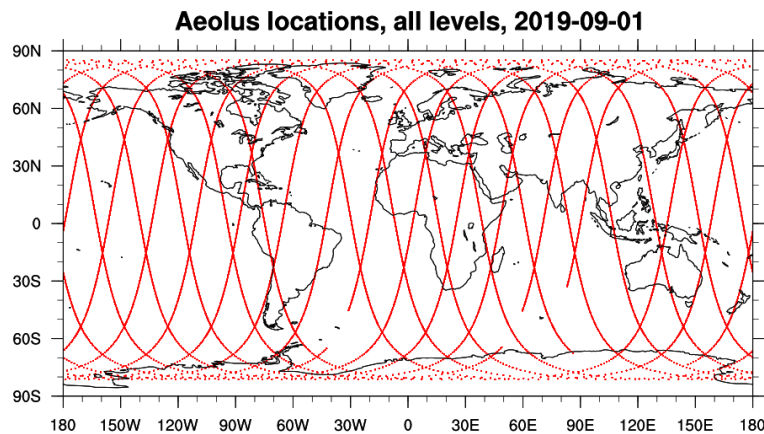 Aeolus locations, all levels, 2019-09-01
90N
60N
30N
0
30S
60S
90S
180 150W 120W 90W 60W 30W 0 30E 60E 90E 120E 150E 180